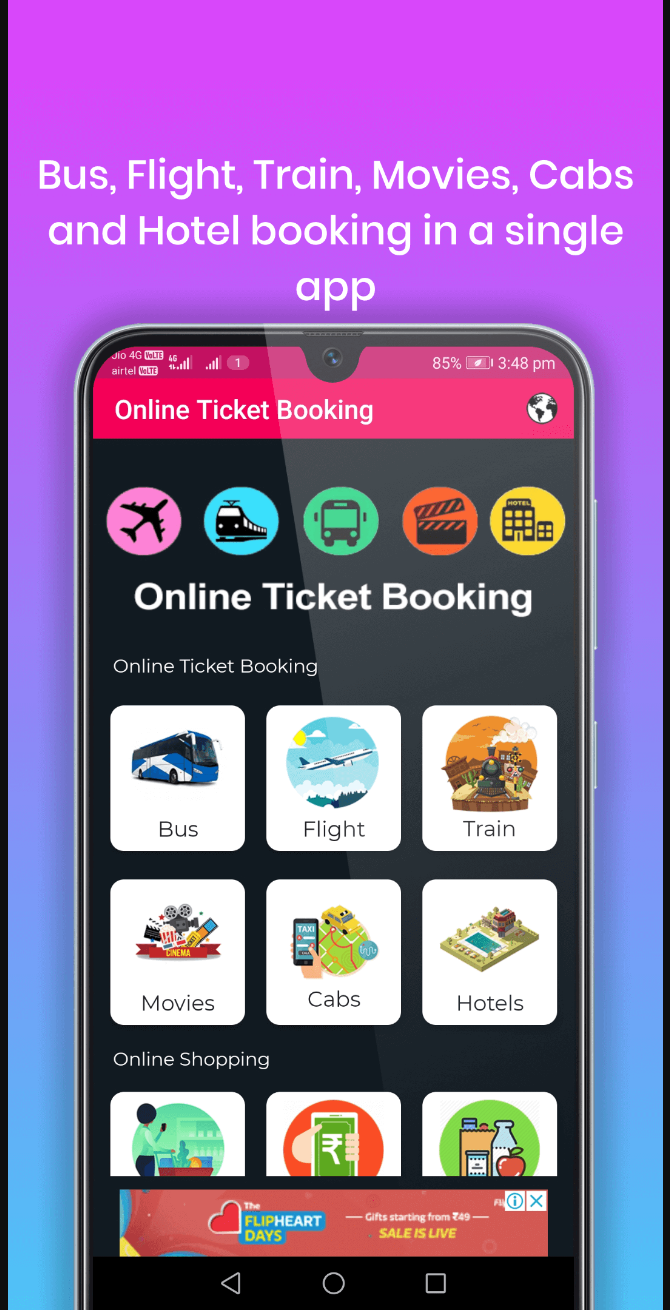 Bus, Flight, Train, Movies, Cabs
and Hotel booking in a single
app
Jio 4G VoLTE 4G 1 85% 3:48 pm
airtel VoLTE
Online Ticket Booking
HOTEL
Online Ticket Booking
Online Ticket Booking
Bus Flight Train
TAXI
CINEMA
Movies Cabs Hotels
Online Shopping
₹
The
FLIPHEART
DAYS
Gifts starting from ₹49
SALE IS LIVE